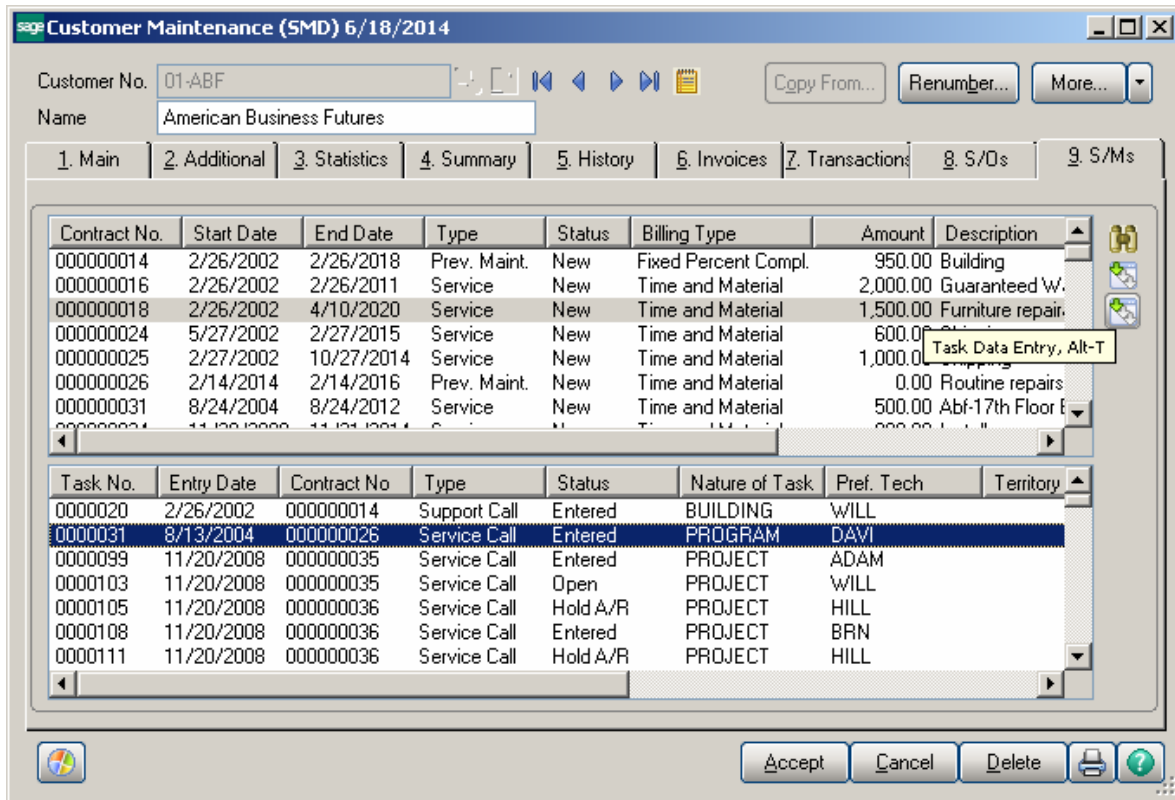 sage Customer Maintenance (SMD) 6/18/2014
Customer No. 01-ABF Copy From... Renumber... More...
Name American Business Futures
1. Main 2. Additional 3. Statistics 4. Summary 5. History 6. Invoices 7. Transactions 8. S/Os 9. S/Ms
Contract No. Start Date End Date Type Status Billing Type Amount Description
000000014 2/26/2002 2/26/2018 Prev. Maint. New Fixed Percent Compl. 950.00 Building
000000016 2/26/2002 2/26/2011 Service New Time and Material 2,000.00 Guaranteed
000000018 2/26/2002 4/10/2020 Service New Time and Material 1,500.00 Furniture repair
000000024 5/27/2002 2/27/2015 Service New Time and Material 600.00
Task Data Entry, Alt-T
000000025 2/27/2002 10/27/2014 Service New Time and Material 1,000.0
000000026 2/14/2014 2/14/2016 Prev. Maint. New Time and Material 0.00 Routine repairs
000000031 8/24/2004 8/24/2012 Service New Time and Material 500.00 Abf-17th Floor
Task No. Entry Date Contract No Type Status Nature of Task Pref. Tech Territory
0000020 2/26/2002 000000014 Support Call Entered BUILDING WILL
0000031 8/13/2004 000000026 Service Call Entered PROGRAM DAVI
0000099 11/20/2008 000000035 Service Call Entered PROJECT ADAM
0000103 11/20/2008 000000035 Service Call Open PROJECT WILL
0000105 11/20/2008 000000036 Service Call Hold A/R PROJECT HILL
0000108 11/20/2008 000000036 Service Call Entered PROJECT BRN
0000111 11/20/2008 000000036 Service Call Hold A/R PROJECT HILL
Accept Cancel Delete